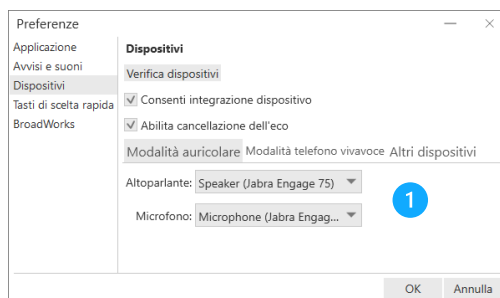 Preferenze
Applicazione
Avvisi e suoni
Dispositivi
Tasti di scelta rapida
BroadWorks
Dispositivi
Verifica dispositivi
Consenti integrazione dispositivo
Abilita cancellazione dell'eco
Modalità auricolare Modalità telefono vivavoce Altri dispositivi
Altoparlante: Speaker (Jabra Engage 75)
Microfono: Microphone (Jabra Engag...
1
OK Annulla